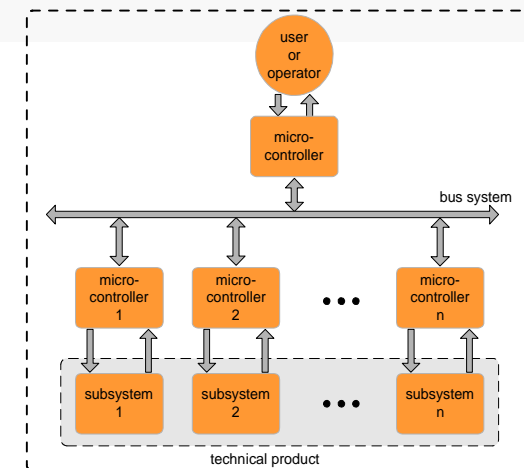 user
or
operator
micro-
controller
bus system
micro-
controller
1
micro-
controller
2
micro-
controller
n
subsystem
1
subsystem
2
subsystem
n
technical product